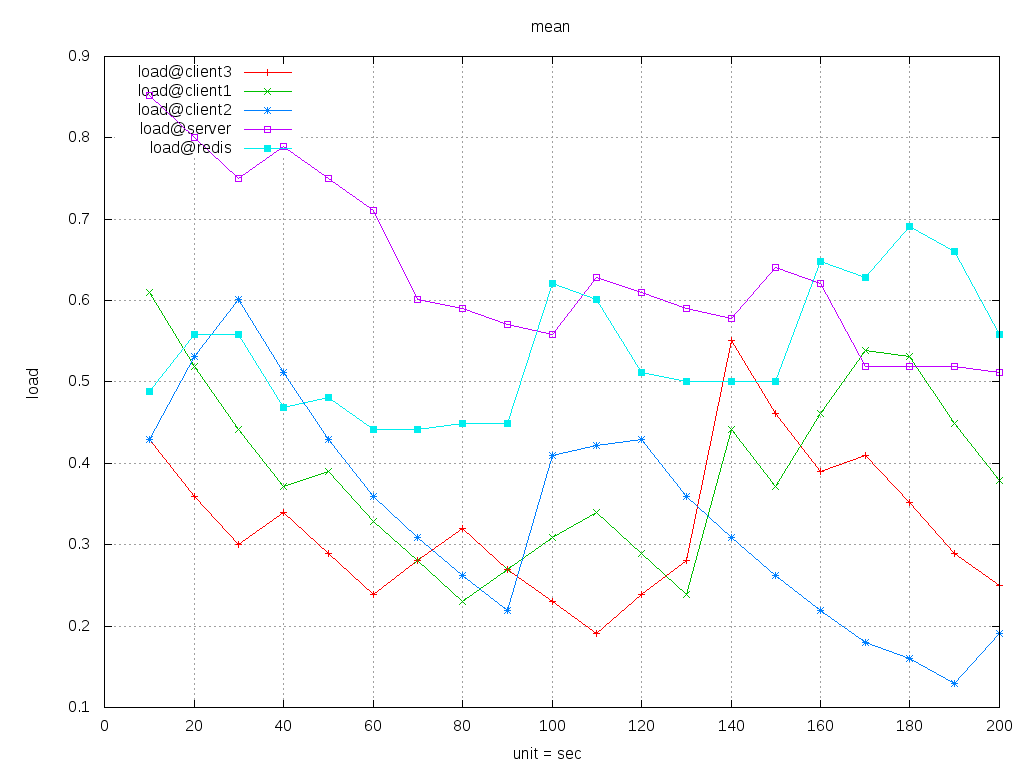 mean
0.9
load@client3
load@client1
load@client2
load@server
load@redis
0.8
0.7
0.6
0.5
0.4
0.3
0.2
0.1
load
0 20 40 60 80 100 120 140 160 180 200
unit = sec